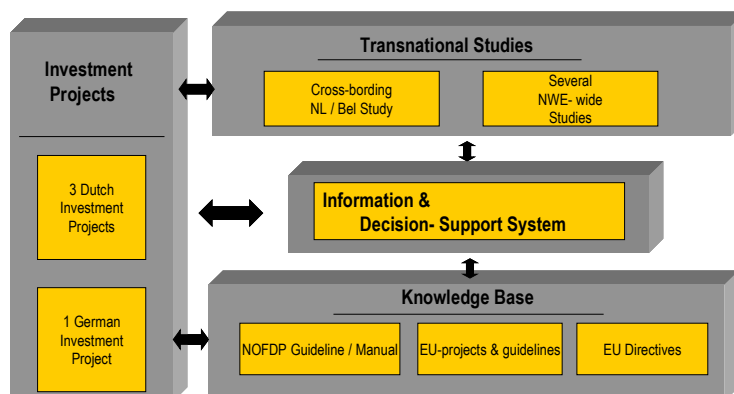 Investment
Projects
3 Dutch
Investment
Projects
1 German
Investment
Project
Transnational Studies
Cross-bording
NL / Bel Study
Several
NWE- wide
Studies
Information &
Decision- Support System
Knowledge Base
NOFDP Guideline / Manual
EU-projects & guidelines
EU Directives